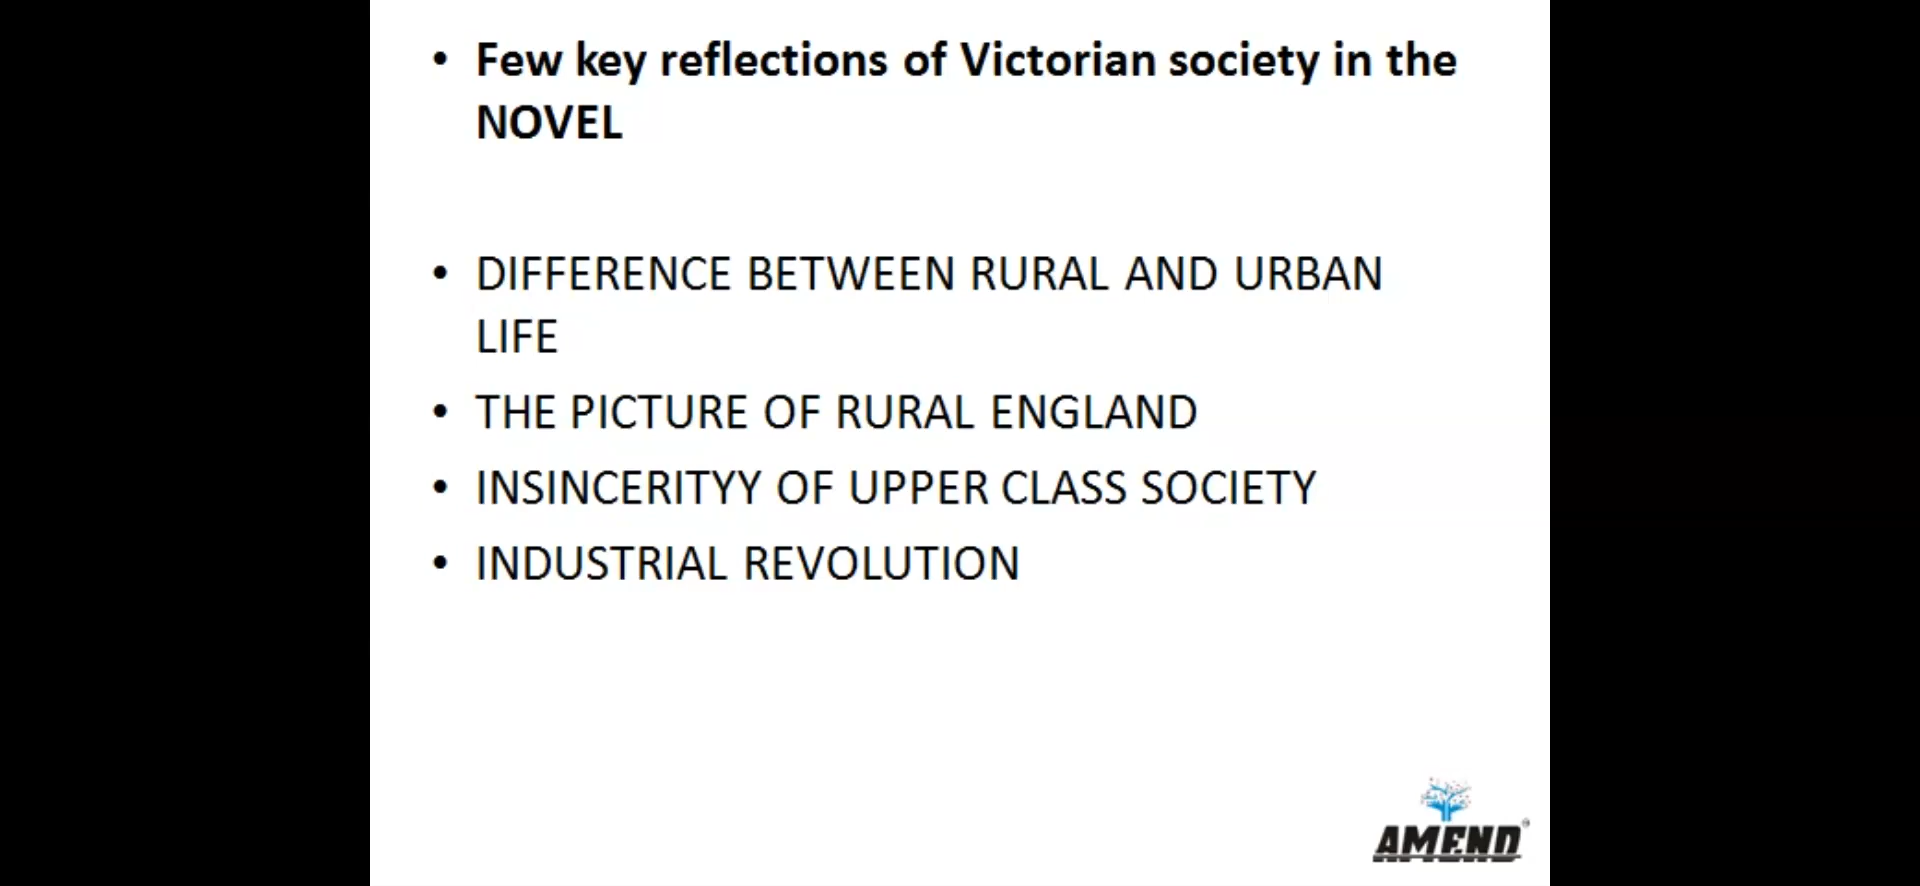 • Few key reflections of Victorian society in the
NOVEL
• DIFFERENCE BETWEEN RURAL AND URBAN
LIFE
• THE PICTURE OF RURAL ENGLAND
• INSINCERITYY OF UPPER CLASS SOCIETY
• INDUSTRIAL REVOLUTION
AMEND®